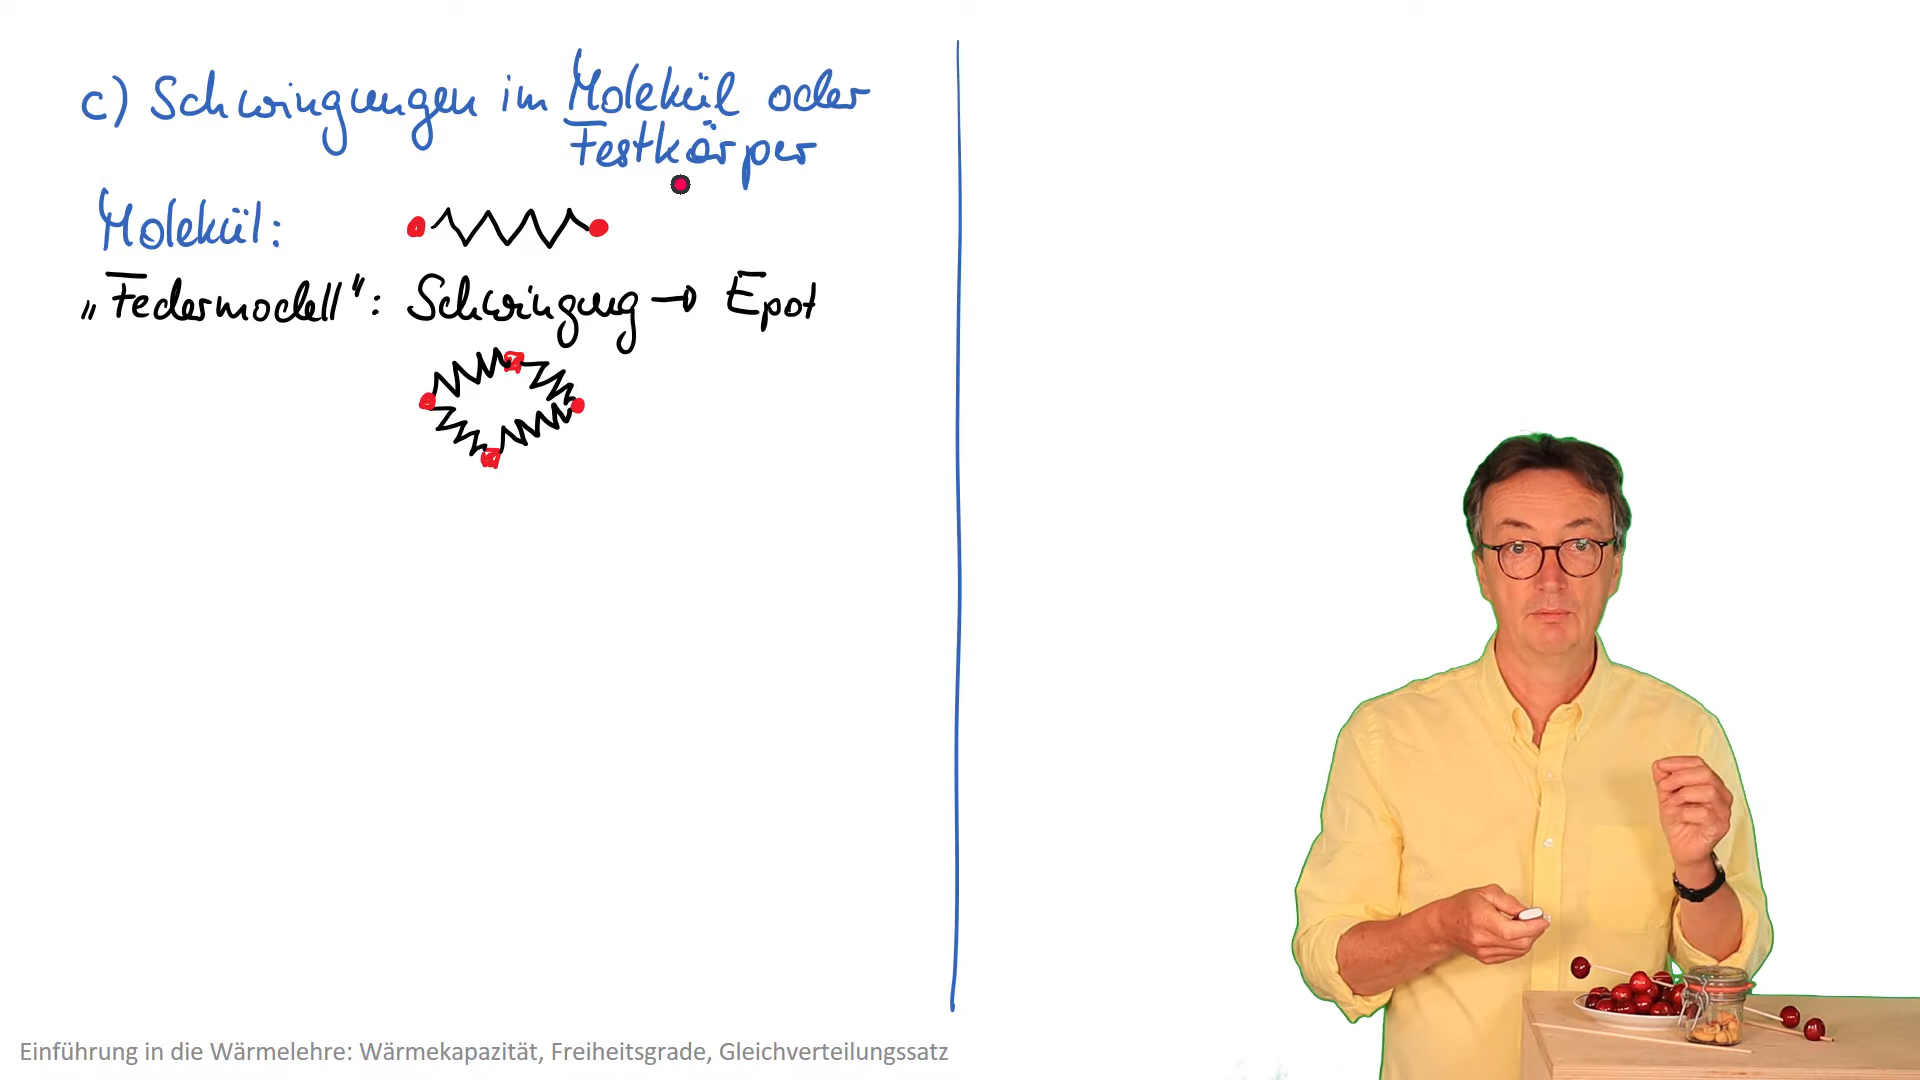 c) Schwingungen im Molekül oder
Festkörper
Molekül:
„Federmodell“: Schwingung → Epot
Einführung in die Wärmelehre: Wärmekapazität, Freiheitsgrade, Gleichverteilungssatz